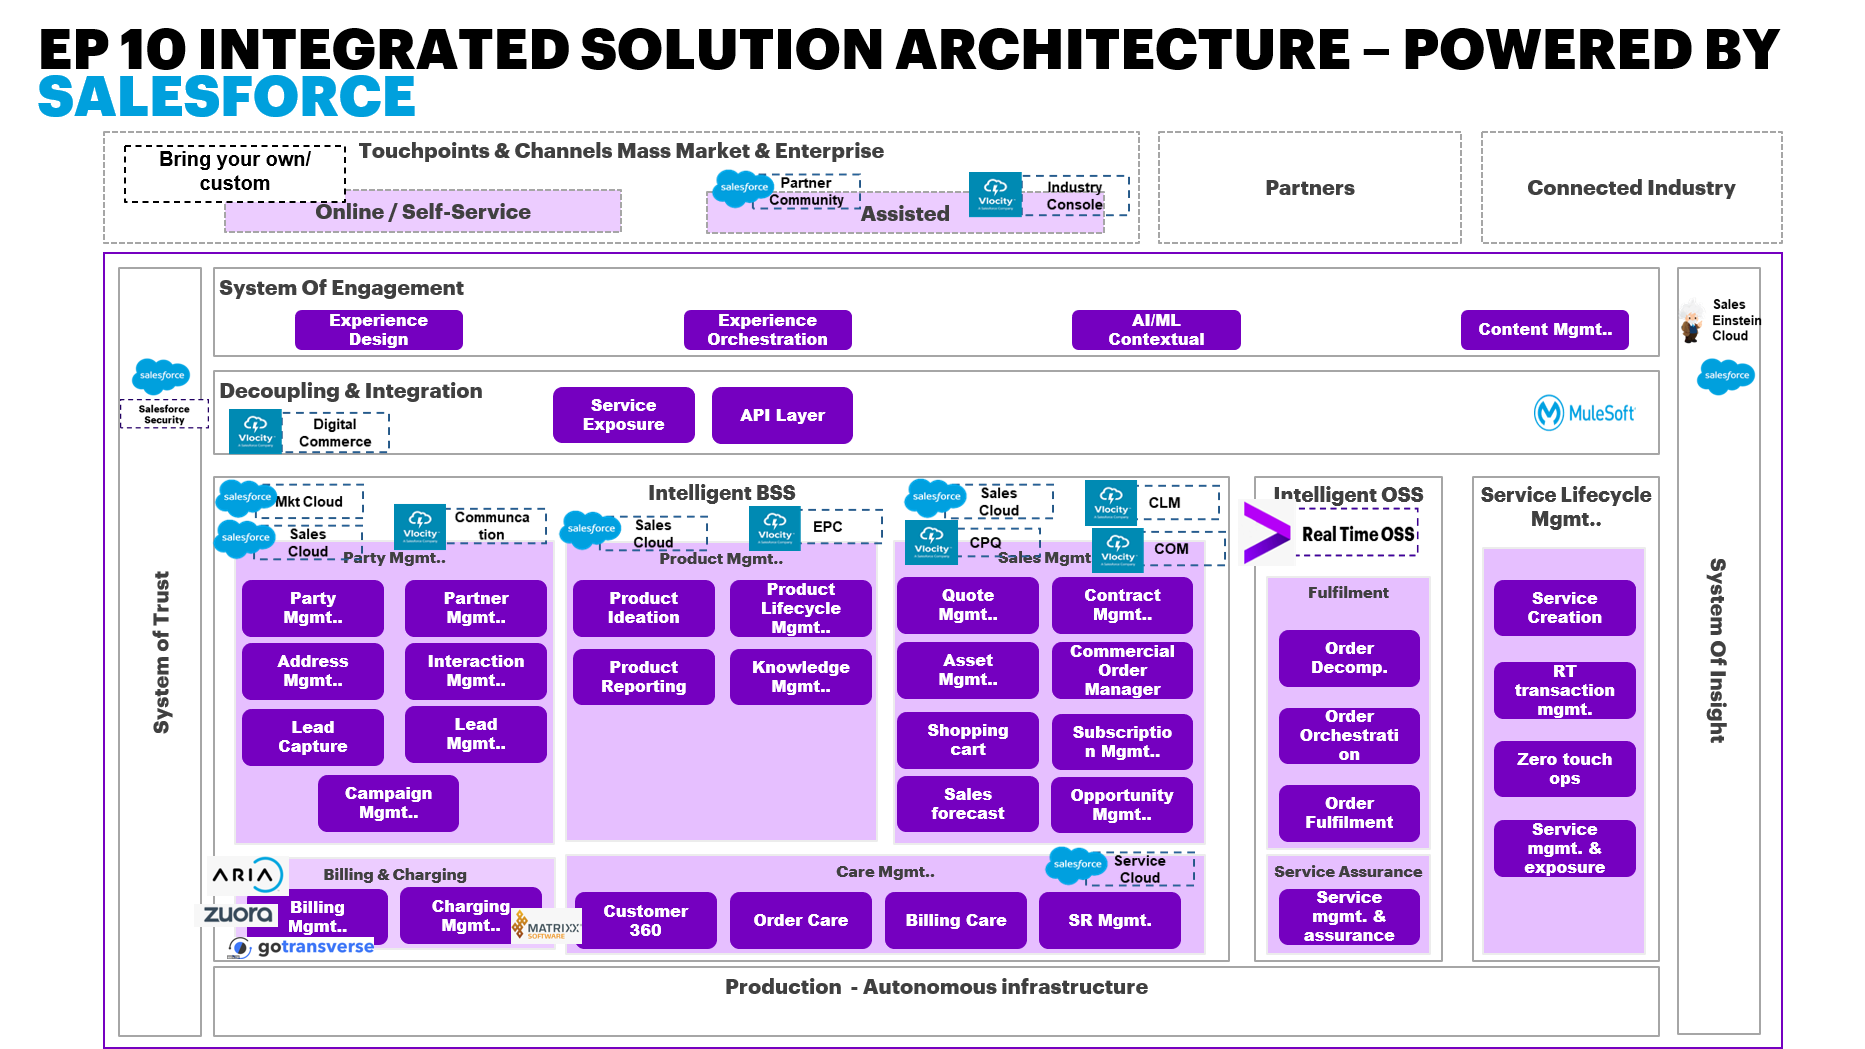 EP 10 INTEGRATED SOLUTION ARCHITECTURE – POWERED BY
SALESFORCE
Bring your own/
custom
Touchpoints & Channels Mass Market & Enterprise
Online / Self-Service
salesforce
Partner
Community
Assisted
Vlocity
Industry
Console
Partners
Connected Industry
salesforce
Salesforce
Security
System of Trust
System Of Engagement
Experience
Design
Experience
Orchestration
AI/ML
Contextual
Content Mgmt..
Sales
Einstein
Cloud
salesforce
System Of Insight
Decoupling & Integration
Vlocity
Digital
Commerce
Service
Exposure
API Layer
MuleSoft
Intelligent BSS
salesforce
Mkt Cloud
salesforce
Sales
Cloud
Vlocity
Communca
tion
Party Mgmt..
Party
Mgmt..
Partner
Mgmt..
Address
Mgmt..
Interaction
Mgmt..
Lead
Capture
Lead
Mgmt..
Campaign
Mgmt..
salesforce
Sales
Cloud
Vlocity
EPC
Product Mgmt..
Product
Ideation
Product
Lifecycle
Mgmt..
Product
Reporting
Knowledge
Mgmt..
salesforce
Sales
Cloud
Vlocity
CLM
Vlocity
CPQ
Vlocity
COM
Sales Mgmt
Quote
Mgmt..
Contract
Mgmt..
Asset
Mgmt..
Commercial
Order
Manager
Shopping
cart
Subscriptio
n Mgmt..
Sales
forecast
Opportunity
Mgmt..
ARIA
zuora
gotransverse
Billing & Charging
Billing
Mgmt..
Charging
Mgmt..
MATRIXX
SOFTWARE
Care Mgmt..
salesforce
Service
Cloud
Customer
360
Order Care
Billing Care
SR Mgmt.
Intelligent OSS
Real Time OSS
Fulfilment
Order
Decomp.
Order
Orchestrati
on
Order
Fulfilment
Service Assurance
Service
mgmt. &
assurance
Service Lifecycle
Mgmt..
Service
Creation
RT
transaction
mgmt.
Zero touch
ops
Service
mgmt. &
exposure
Production - Autonomous infrastructure